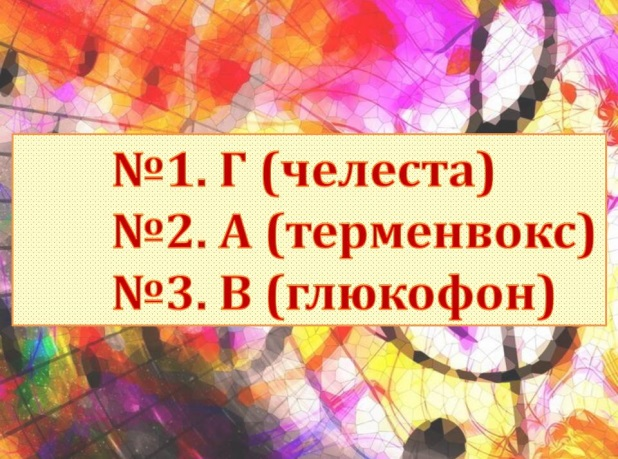 №1. Г (челеста)
№2. А (терменвокс)
№3. В (глюкофон)